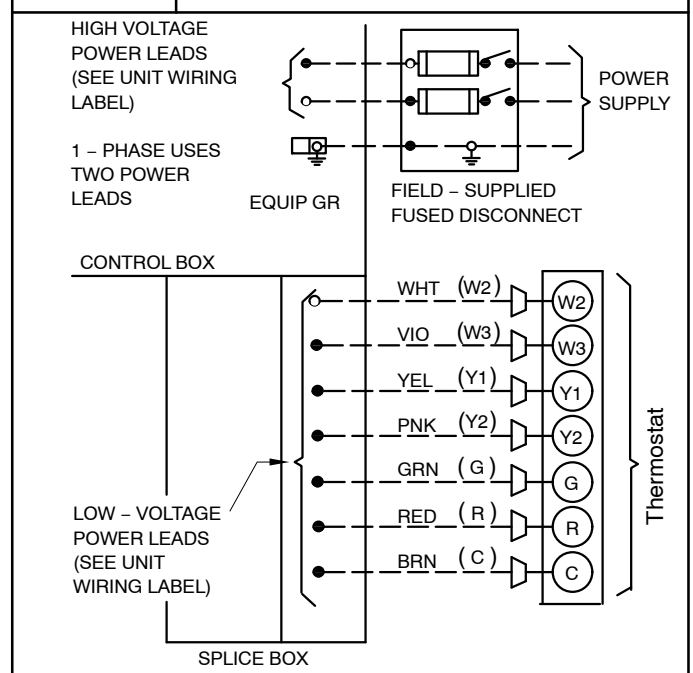 HIGH VOLTAGE
POWER LEADS
(SEE UNIT WIRING
LABEL)
POWER
SUPPLY
1 – PHASE USES
TWO POWER
LEADS
EQUIP GR
FIELD – SUPPLIED
FUSED DISCONNECT
CONTROL BOX
WHT (W2) W2
VIO (W3) W3
YEL (Y1) Y1
PNK (Y2) Y2
GRN ( G ) G
RED ( R ) R
BRN ( C ) C
Thermostat
LOW – VOLTAGE
POWER LEADS
(SEE UNIT
WIRING LABEL)
SPLICE BOX